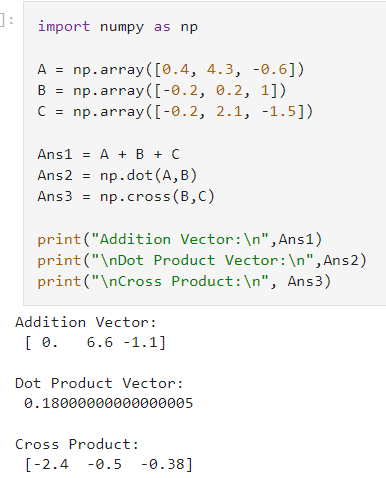 ]:
import numpy as np
A = np.array([0.4, 4.3, -0.6])
B = np.array([-0.2, 0.2, 1])
C = np.array([-0.2, 2.1, -1.5])
Ans1 = A + B + C
Ans2 = np.dot(A,B)
Ans3 = np.cross(B,C)
print("Addition Vector:\n",Ans1)
print("\nDot Product Vector:\n",Ans2)
print("\nCross Product:\n", Ans3)
Addition Vector:
[ 0.   6.6 -1.1]
Dot Product Vector:
0.18000000000000005
Cross Product:
[-2.4  -0.5  -0.38]